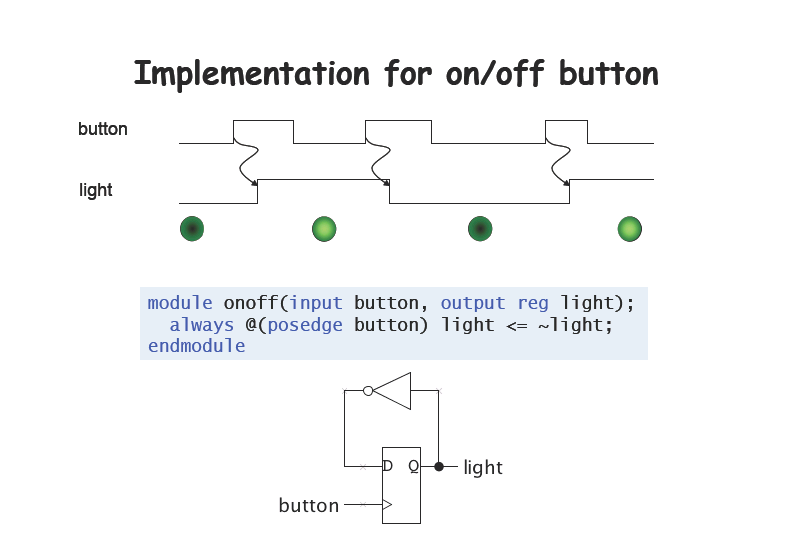 Implementation for on/off button
button
light
module onoff(input button, output reg light);
always @(posedge button) light <= ~light;
endmodule
D Q
light
button